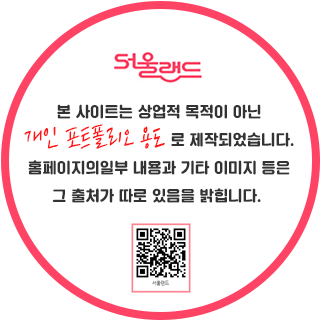 서울랜드
본 사이트는 상업적 목적이 아닌
개인 포트폴리오 용도 로 제작되었습니다.
홈페이지의일부 내용과 기타 이미지 등은
그 출처가 따로 있음을 밝힙니다.
서울랜드